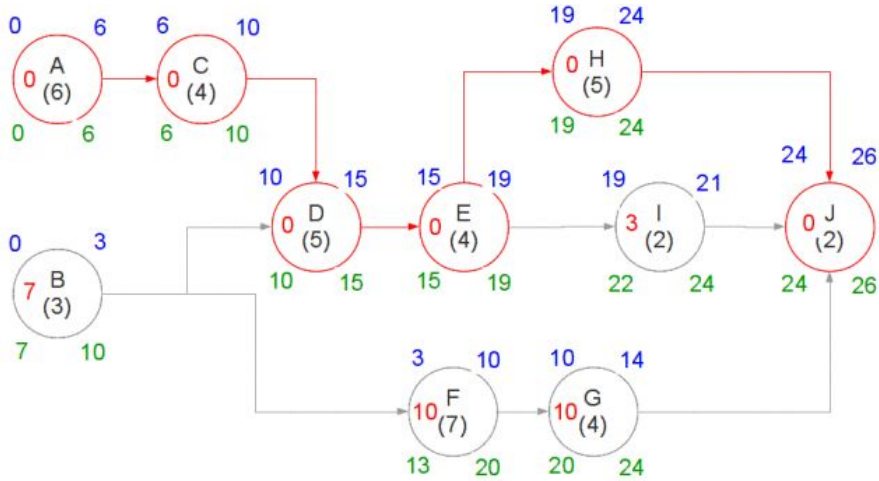 0 6 6 10 19 24
A C H
0 0 0
(6) (4) (5)
0 6 6 10 19 24
10 15 15 19 19 21 24 26
D E I J
0 0 3 0
(5) (4) (2) (2)
10 15 15 19 22 24 24 26
0 3
B
7
(3)
7 10
3 10 10 14
F G
10 10
(7) (4)
13 20 20 24